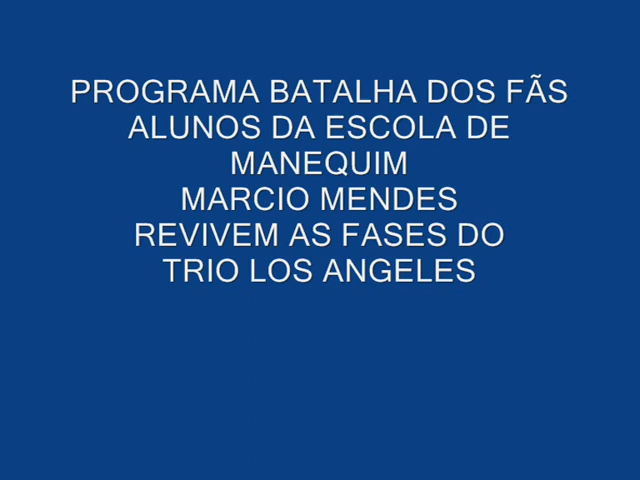 PROGRAMA BATALHA DOS FÃS
ALUNOS DA ESCOLA DE
MANEQUIM
MARCIO MENDES
REVIVEM AS FASES DO
TRIO LOS ANGELES